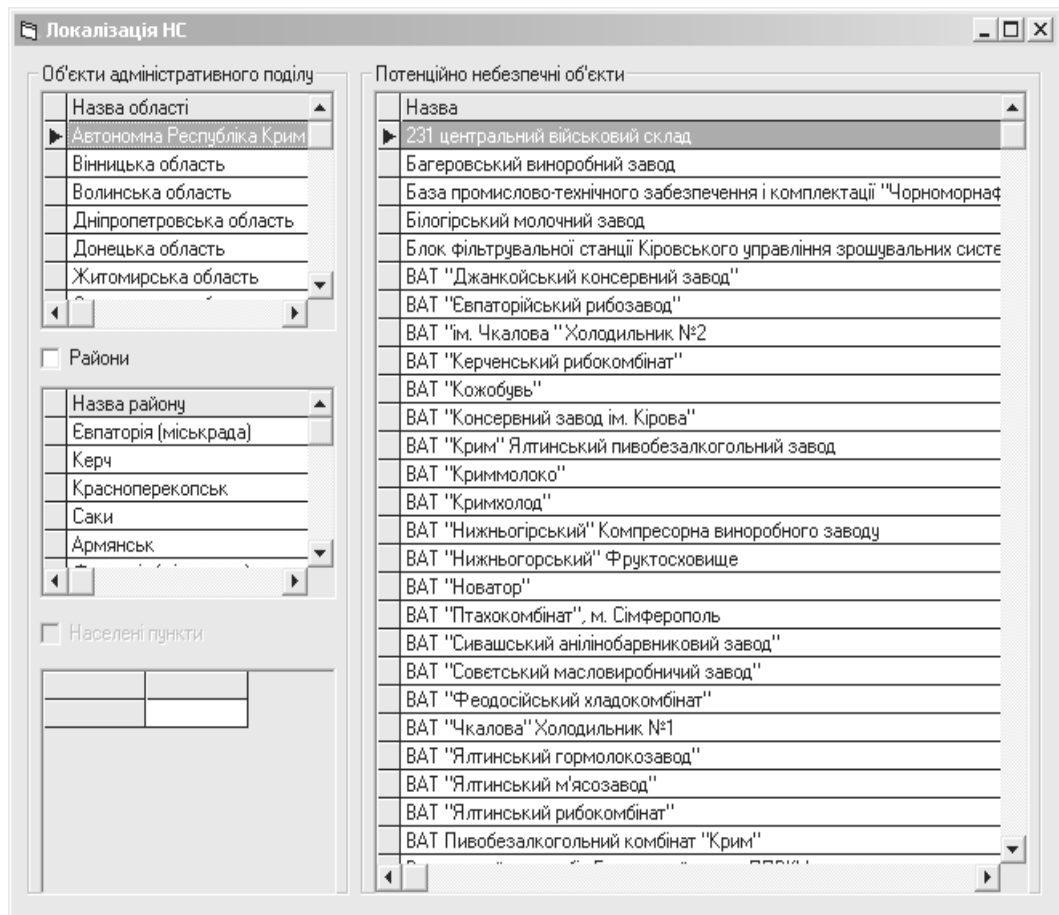 Локалізація НС
Об'єкти адміністративного поділу
Назва області
Автономна Республіка Крим
Вінницька область
Волинська область
Дніпропетровська область
Донецька область
Житомирська область
Райони
Назва району
Євпаторія (міськрада)
Керч
Красноперекопськ
Саки
Армянськ
Населені пункти
Потенційно небезпечні об'єкти
Назва
231 центральний військовий склад
Багеровський виноробний завод
База промислово-технічного забезпечення і комплектації "Чорноморнаф
Білогірський молочний завод
Блок фільтрувальної станції Кіровського управління зрошувальних систе
ВАТ "Джанкойський консервний завод"
ВАТ "Євпаторійський рибозавод"
ВАТ "ім. Чкалова " Холодильник №2
ВАТ "Керченський рибокомбінат"
ВАТ "Кожобувь"
ВАТ "Консервний завод ім. Кірова"
ВАТ "Крим" Ялтинський пивобезалкогольний завод
ВАТ "Криммолоко"
ВАТ "Кримхолод"
ВАТ "Нижньогірський" Компресорна виноробного заводу
ВАТ "Нижньогорський" Фруктосховище
ВАТ "Новатор"
ВАТ "Птахокомбінат", м. Сімферополь
ВАТ "Сивашський анілінобарвниковий завод"
ВАТ "Совєтський масловиробничий завод"
ВАТ "Феодосійський хладокомбінат"
ВАТ "Чкалова" Холодильник №1
ВАТ "Ялтинський гормолокозавод"
ВАТ "Ялтинський м'ясозавод"
ВАТ "Ялтинський рибокомбінат"
ВАТ Пивобезалкогольний комбінат "Крим"